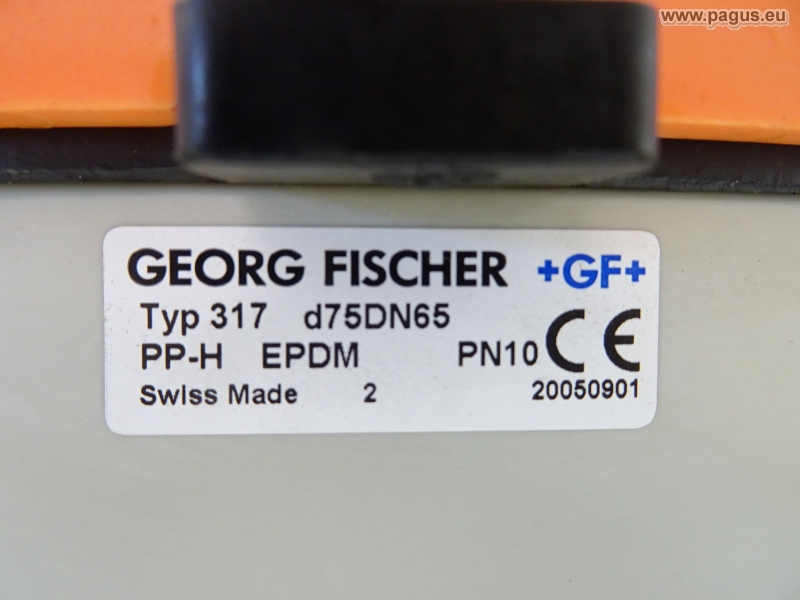 www.pagus.eu
GEORG FISCHER +GF+
Typ 317 d75DN65
PP-H EPDM PN10 CE
Swiss Made 2 20050901